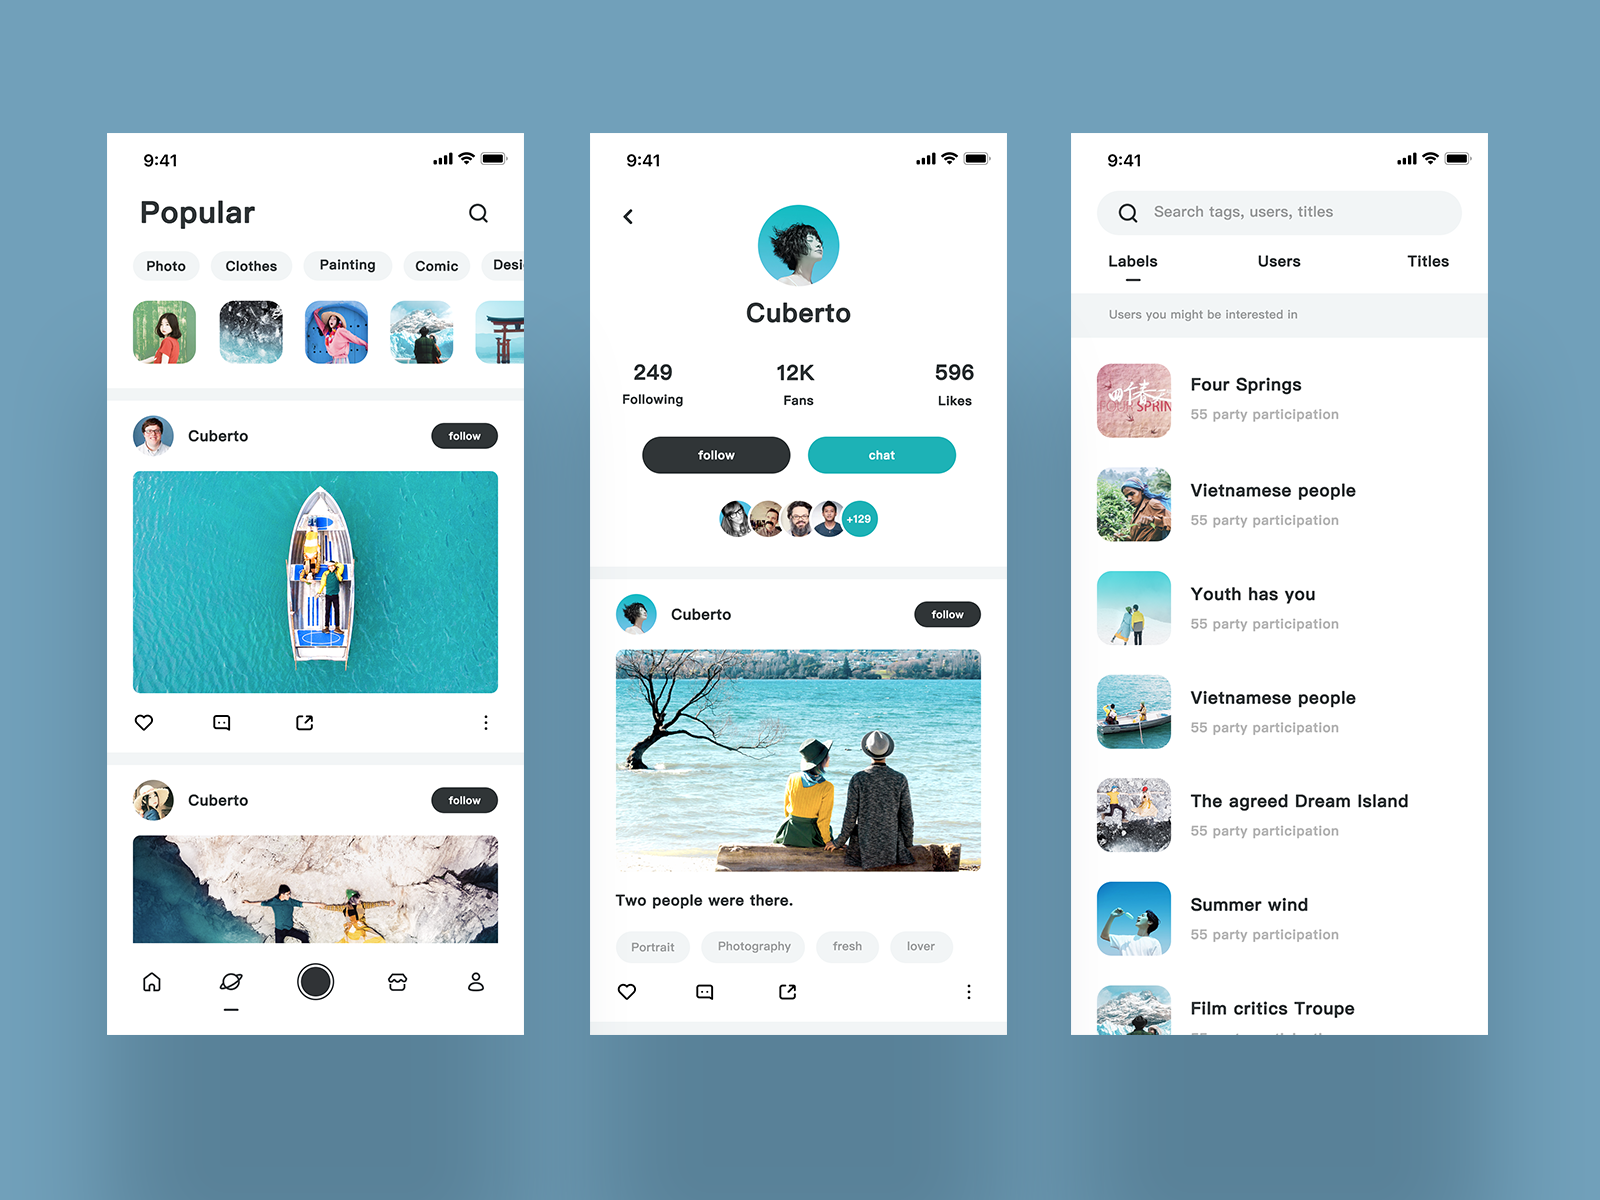 9:41
Popular
Photo
Clothes
Painting
Comic
Desi
Cuberto
follow
Cuberto
follow
9:41
Cuberto
249
Following
12K
Fans
596
Likes
follow
chat
+129
Cuberto
follow
Two people were there.
Portrait
Photography
fresh
lover
9:41
Search tags, users, titles
Labels
Users
Titles
Users you might be interested in
FOUR SPRIN
Four Springs
55 party participation
Vietnamese people
55 party participation
Youth has you
55 party participation
Vietnamese people
55 party participation
The agreed Dream Island
55 party participation
Summer wind
55 party participation
Film critics Troupe